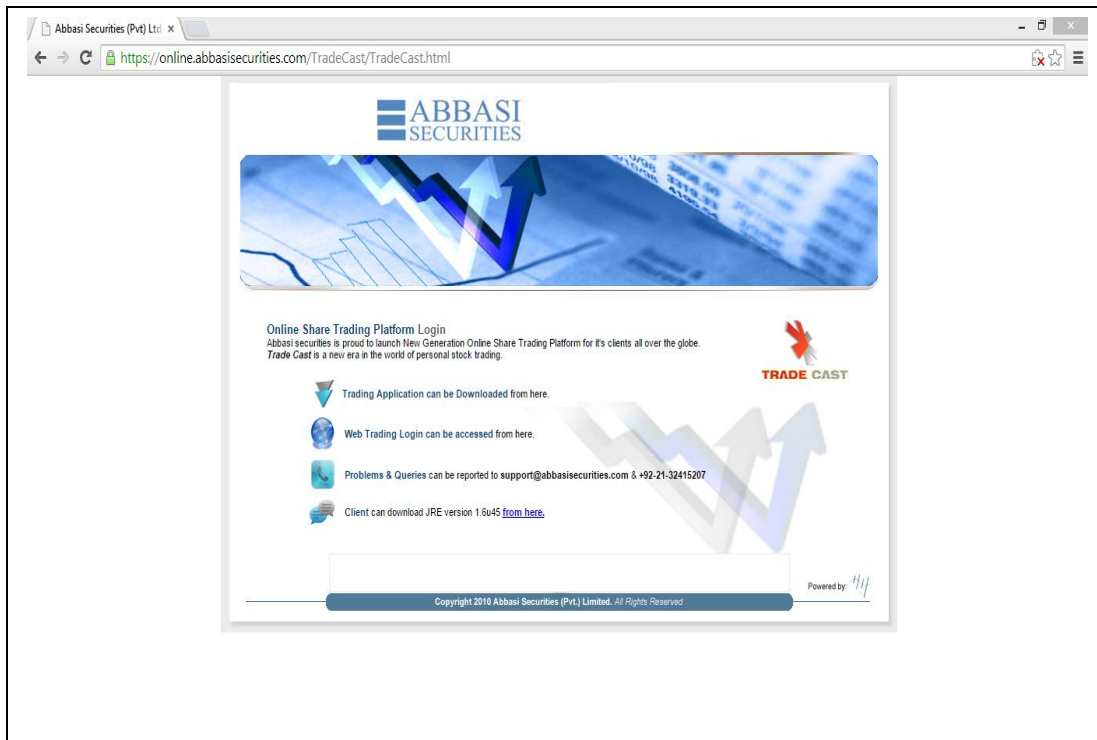 Abbasi Securities (Pvt) Ltd
https://online.abbasisecurities.com/TradeCast/TradeCast.html
ABBASI
SECURITIES
Online Share Trading Platform Login
Abbasi securities is proud to launch New Generation Online Share Trading Platform for it's clients all over the globe.
Trade Cast is a new era in the world of personal stock trading.
TRADE CAST
Trading Application can be Downloaded from here.
Web Trading Login can be accessed from here.
Problems & Queries can be reported to support@abbasisecurities.com & +92-21-32415207
Client can download JRE version 1.6u45 from here.
Powered by:
Copyright 2010 Abbasi Securities (Pvt.) Limited. All Rights Reserved